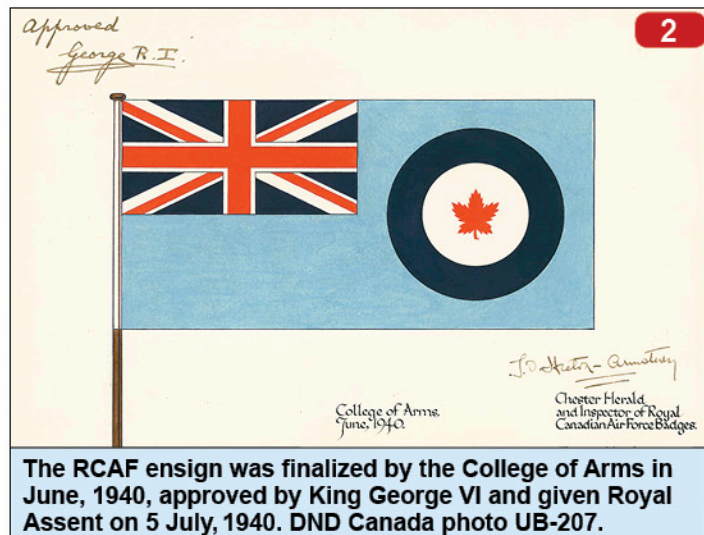 Approved
George R.I.
2
J.D. Heaton-Armstrong
College of Arms.
June, 1940.
Chester Herald
and Inspector of Royal
Canadian Air Force Badges.
The RCAF ensign was finalized by the College of Arms in
June, 1940, approved by King George VI and given Royal
Assent on 5 July, 1940. DND Canada photo UB-207.